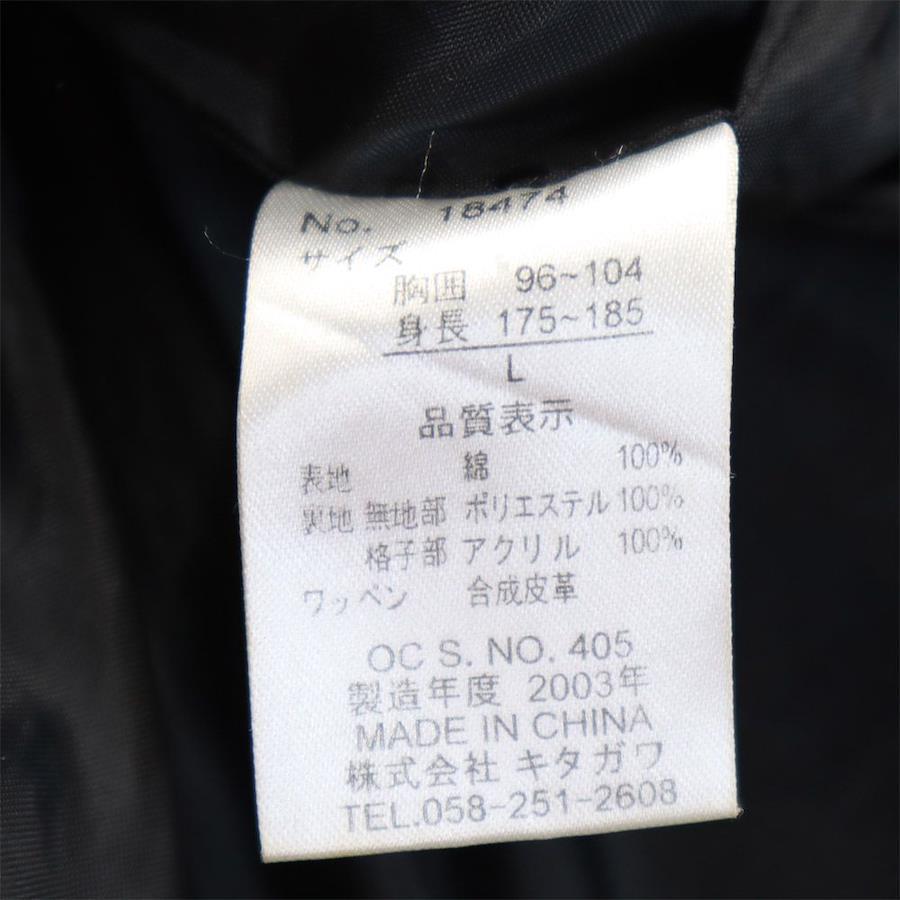 No. 18474
サイズ
胸囲 96~104
身長 175~185
L
品質表示
表地 綿 100%
裏地 無地部 ポリエステル 100%
格子部 アクリル 100%
ワッペン 合成皮革
OC S. NO. 405
製造年度 2003年
MADE IN CHINA
株式会社 キタガワ
TEL.058-251-2608